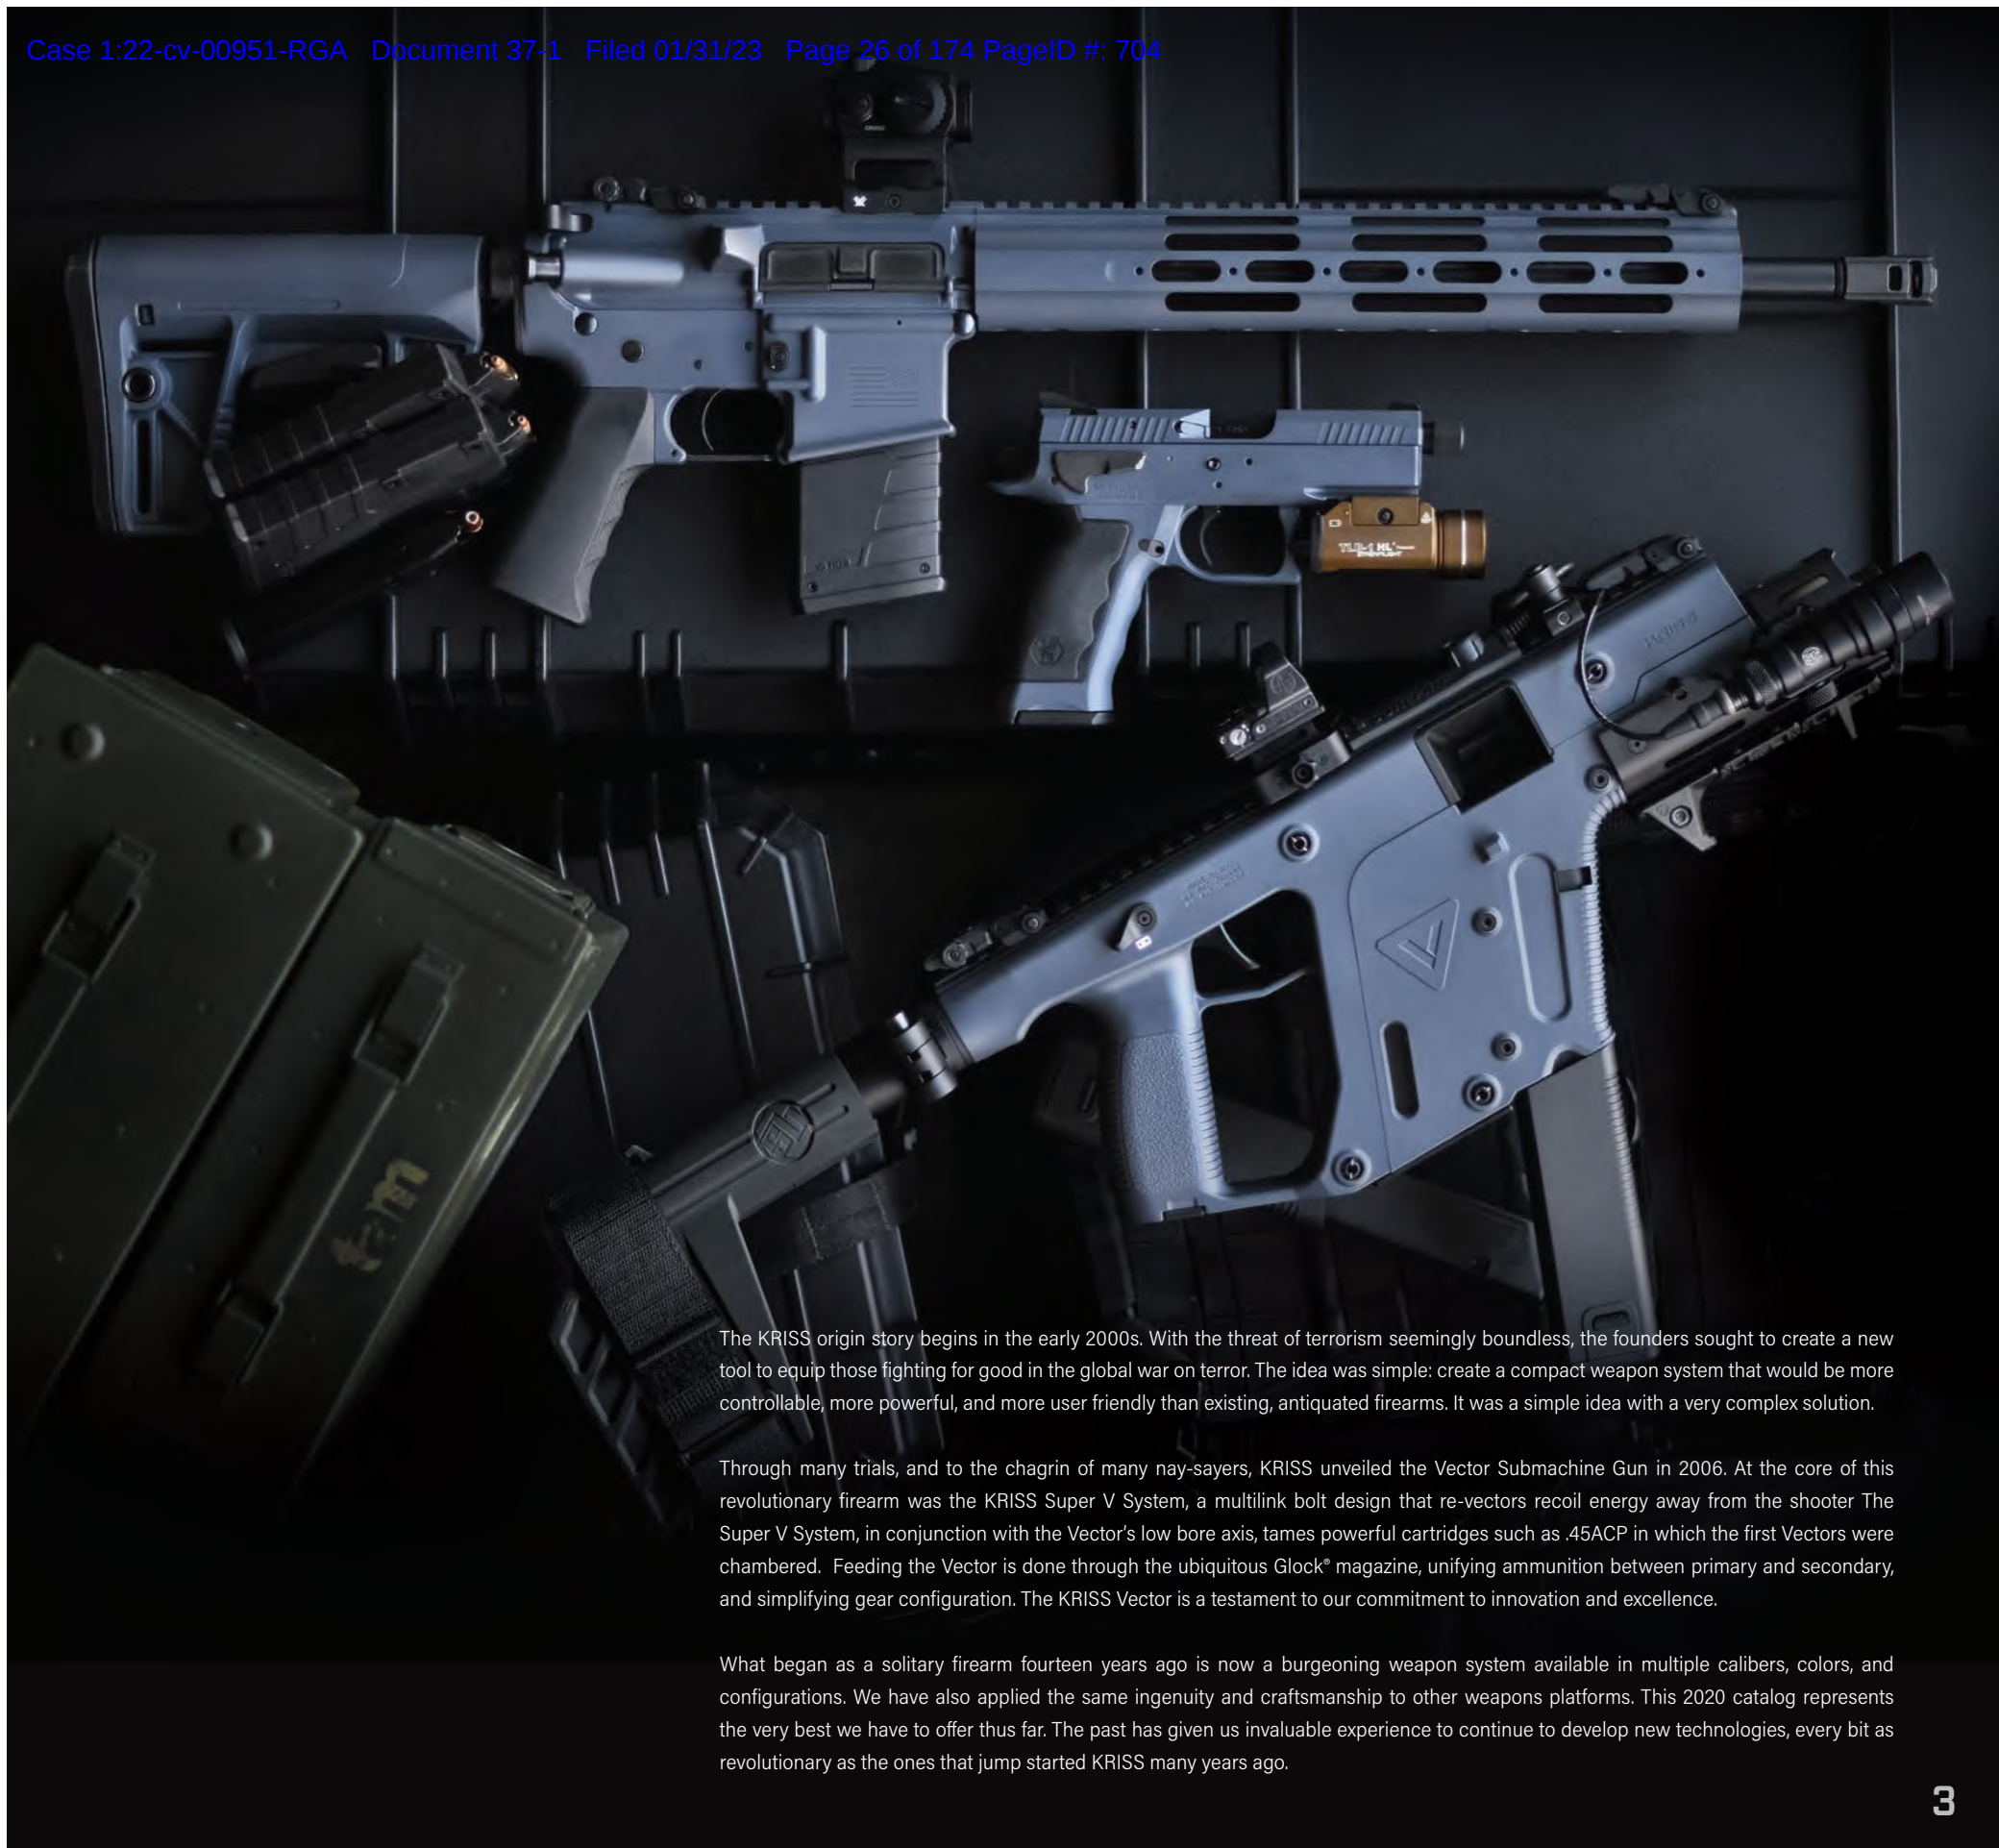 Case 1:22-cv-00951-RGA Document 37-1 Filed 01/31/23 Page 26 of 174 PageID #: 704
TLR-1 HL
STREAMLIGHT
The KRISS origin story begins in the early 2000s. With the threat of terrorism seemingly boundless, the founders sought to create a new
tool to equip those fighting for good in the global war on terror. The idea was simple: create a compact weapon system that would be more
controllable, more powerful, and more user friendly than existing, antiquated firearms. It was a simple idea with a very complex solution.
Through many trials, and to the chagrin of many nay-sayers, KRISS unveiled the Vector Submachine Gun in 2006. At the core of this
revolutionary firearm was the KRISS Super V System, a multilink bolt design that re-vectors recoil energy away from the shooter The
Super V System, in conjunction with the Vector’s low bore axis, tames powerful cartridges such as .45ACP in which the first Vectors were
chambered. Feeding the Vector is done through the ubiquitous Glock® magazine, unifying ammunition between primary and secondary,
and simplifying gear configuration. The KRISS Vector is a testament to our commitment to innovation and excellence.
What began as a solitary firearm fourteen years ago is now a burgeoning weapon system available in multiple calibers, colors, and
configurations. We have also applied the same ingenuity and craftsmanship to other weapons platforms. This 2020 catalog represents
the very best we have to offer thus far. The past has given us invaluable experience to continue to develop new technologies, every bit as
revolutionary as the ones that jump started KRISS many years ago.
3